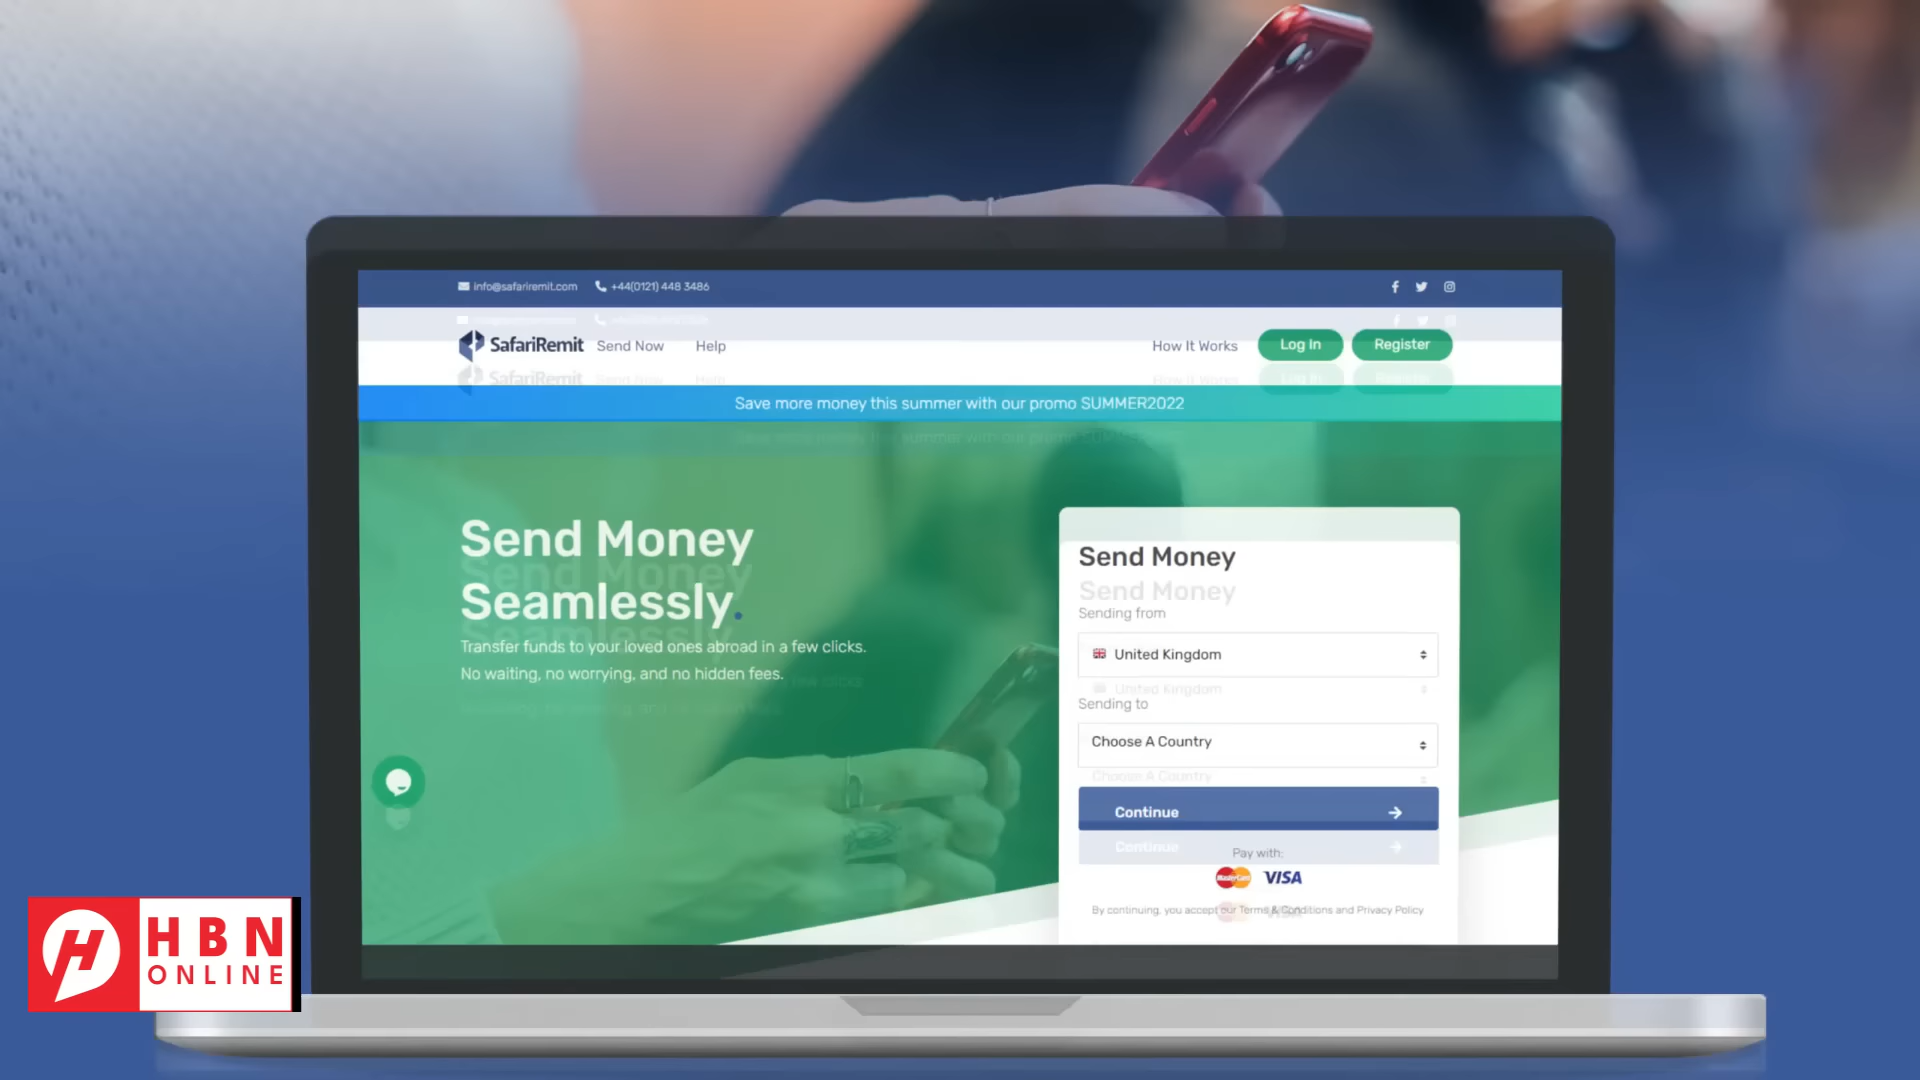 info@safariremit.com +44(0121) 448 3486
SafariRemit Send Now Help How It Works Log In Register
Save more money this summer with our promo SUMMER2022
Send Money
Seamlessly.
Transfer funds to your loved ones abroad in a few clicks.
No waiting, no worrying, and no hidden fees.
Send Money
Sending from
United Kingdom
Sending to
Choose A Country
Continue
Pay with:
MasterCard VISA
By continuing, you accept our Terms & Conditions and Privacy Policy
HBN
ONLINE